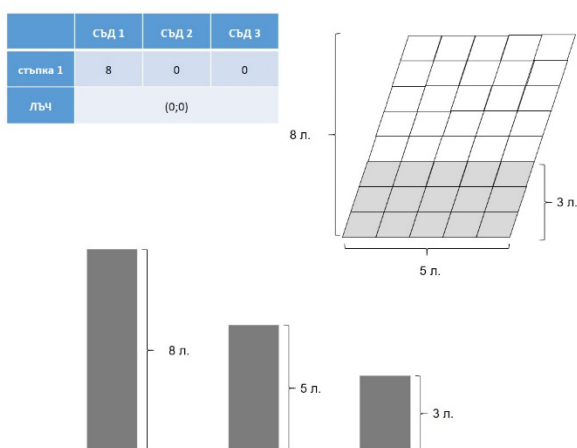 СЪД 1 СЪД 2 СЪД 3
стъпка 1 8 0 0
ЛЪЧ (0;0)
8 л.
3 л.
5 л.
8 л.
5 л.
3 л.